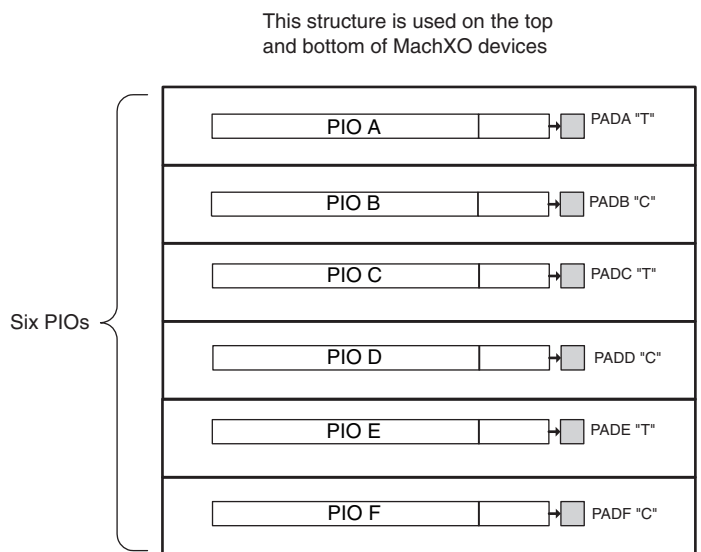 This structure is used on the top
and bottom of MachXO devices
PIO A
PADA "T"
PIO B
PADB "C"
PIO C
PADC "T"
Six PIOs
PIO D
PADD "C"
PIO E
PADE "T"
PIO F
PADF "C"